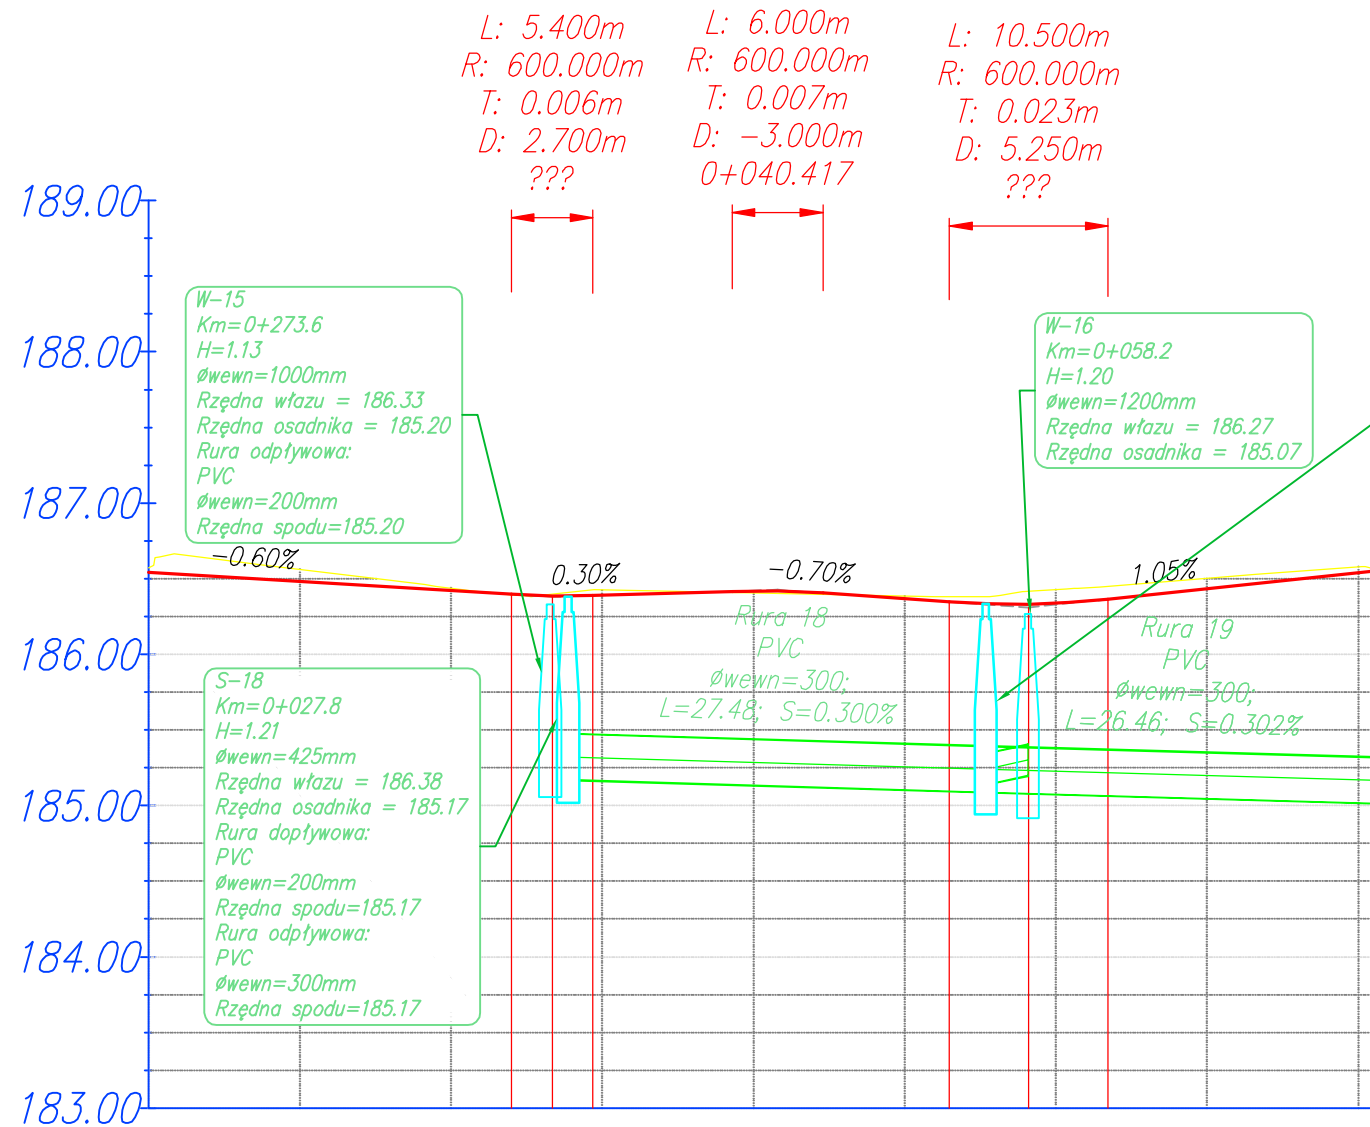 L: 5.400m
R: 600.000m
T: 0.006m
D: 2.700m
???
L: 6.000m
R: 600.000m
T: 0.007m
D: -3.000m
0+040.417
L: 10.500m
R: 600.000m
T: 0.023m
D: 5.250m
???
189.00
188.00
187.00
186.00
185.00
184.00
183.00
W-15
Km=0+273.6
H=1.13
øwewn=1000mm
Rzędna włazu = 186.33
Rzędna osadnika = 185.20
Rura odpływowa:
PVC
øwewn=200mm
Rzędna spodu=185.20
W-16
Km=0+058.2
H=1.20
øwewn=1200mm
Rzędna włazu = 186.27
Rzędna osadnika = 185.07
-0.60%
0.30%
-0.70%
1.05%
Rura 18
PVC
øwewn=300;
L=27.48; S=0.300%
Rura 19
PVC
øwewn=300;
L=26.46; S=0.302%
S-18
Km=0+027.8
H=1.21
øwewn=425mm
Rzędna włazu = 186.38
Rzędna osadnika = 185.17
Rura dopływowa:
PVC
øwewn=200mm
Rzędna spodu=185.17
Rura odpływowa:
PVC
øwewn=300mm
Rzędna spodu=185.17